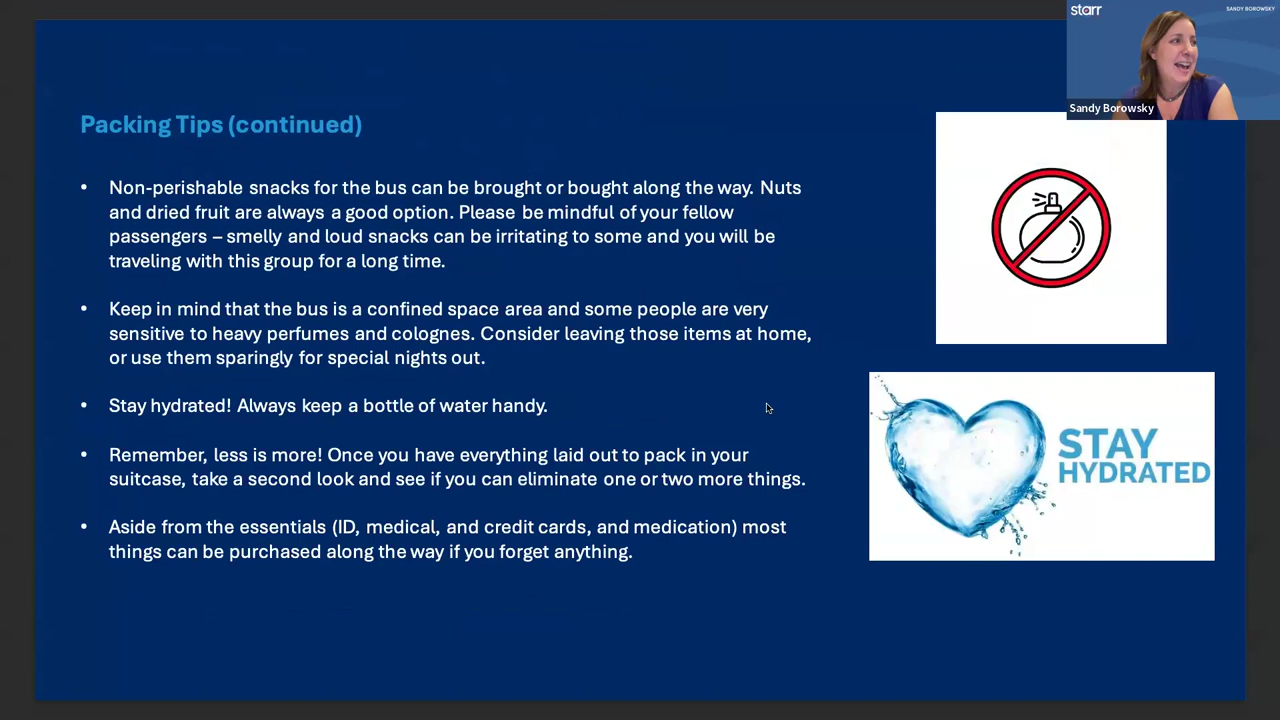 starr
SANDY BOROWSKY
Sandy Borowsky
Packing Tips (continued)
• Non-perishable snacks for the bus can be brought or bought along the way. Nuts
and dried fruit are always a good option. Please be mindful of your fellow
passengers – smelly and loud snacks can be irritating to some and you will be
traveling with this group for a long time.
• Keep in mind that the bus is a confined space area and some people are very
sensitive to heavy perfumes and colognes. Consider leaving those items at home,
or use them sparingly for special nights out.
• Stay hydrated! Always keep a bottle of water handy.
• Remember, less is more! Once you have everything laid out to pack in your
suitcase, take a second look and see if you can eliminate one or two more things.
• Aside from the essentials (ID, medical, and credit cards, and medication) most
things can be purchased along the way if you forget anything.
STAY
HYDRATED